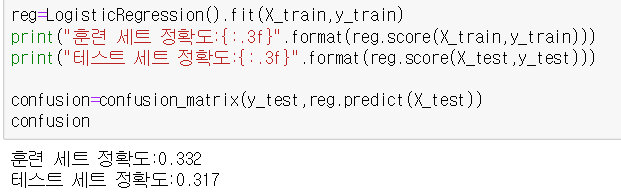 reg=LogisticRegression().fit(X_train,y_train)
print("훈련 세트 정확도:{:.3f}".format(reg.score(X_train,y_train)))
print("테스트 세트 정확도:{:.3f}".format(reg.score(X_test,y_test)))
confusion=confusion_matrix(y_test,reg.predict(X_test))
confusion
훈련 세트 정확도:0.332
테스트 세트 정확도:0.317